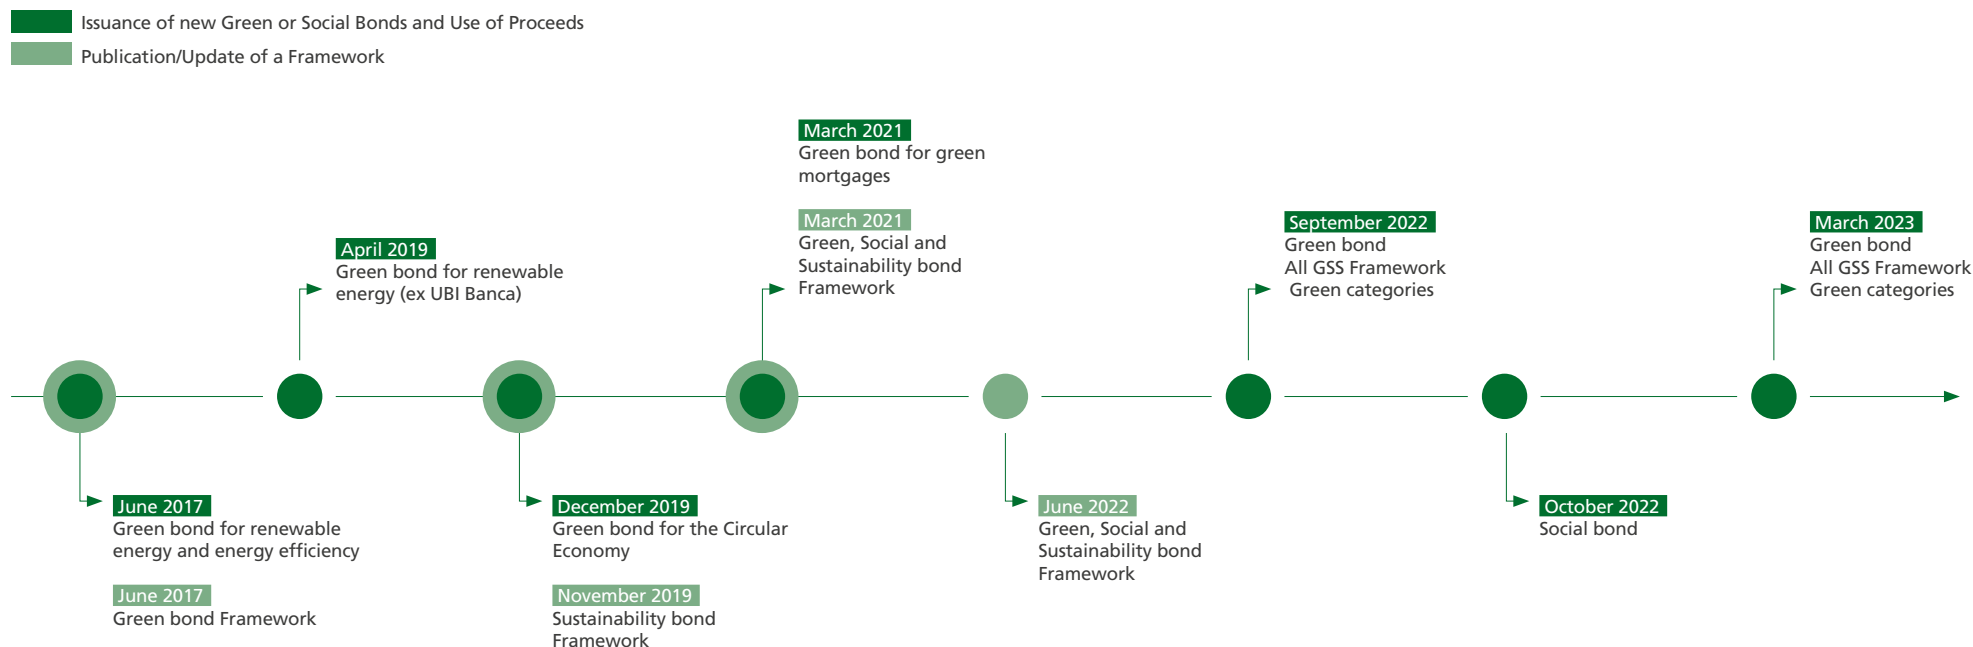 Issuance of new Green or Social Bonds and Use of Proceeds
Publication/Update of a Framework
June 2017
Green bond for renewable
energy and energy efficiency
June 2017
Green bond Framework
April 2019
Green bond for renewable
energy (ex UBI Banca)
December 2019
Green bond for the Circular
Economy
November 2019
Sustainability bond
Framework
March 2021
Green bond for green
mortgages
March 2021
Green, Social and
Sustainability bond
Framework
June 2022
Green, Social and
Sustainability bond
Framework
September 2022
Green bond
All GSS Framework
Green categories
October 2022
Social bond
March 2023
Green bond
All GSS Framework
Green categories